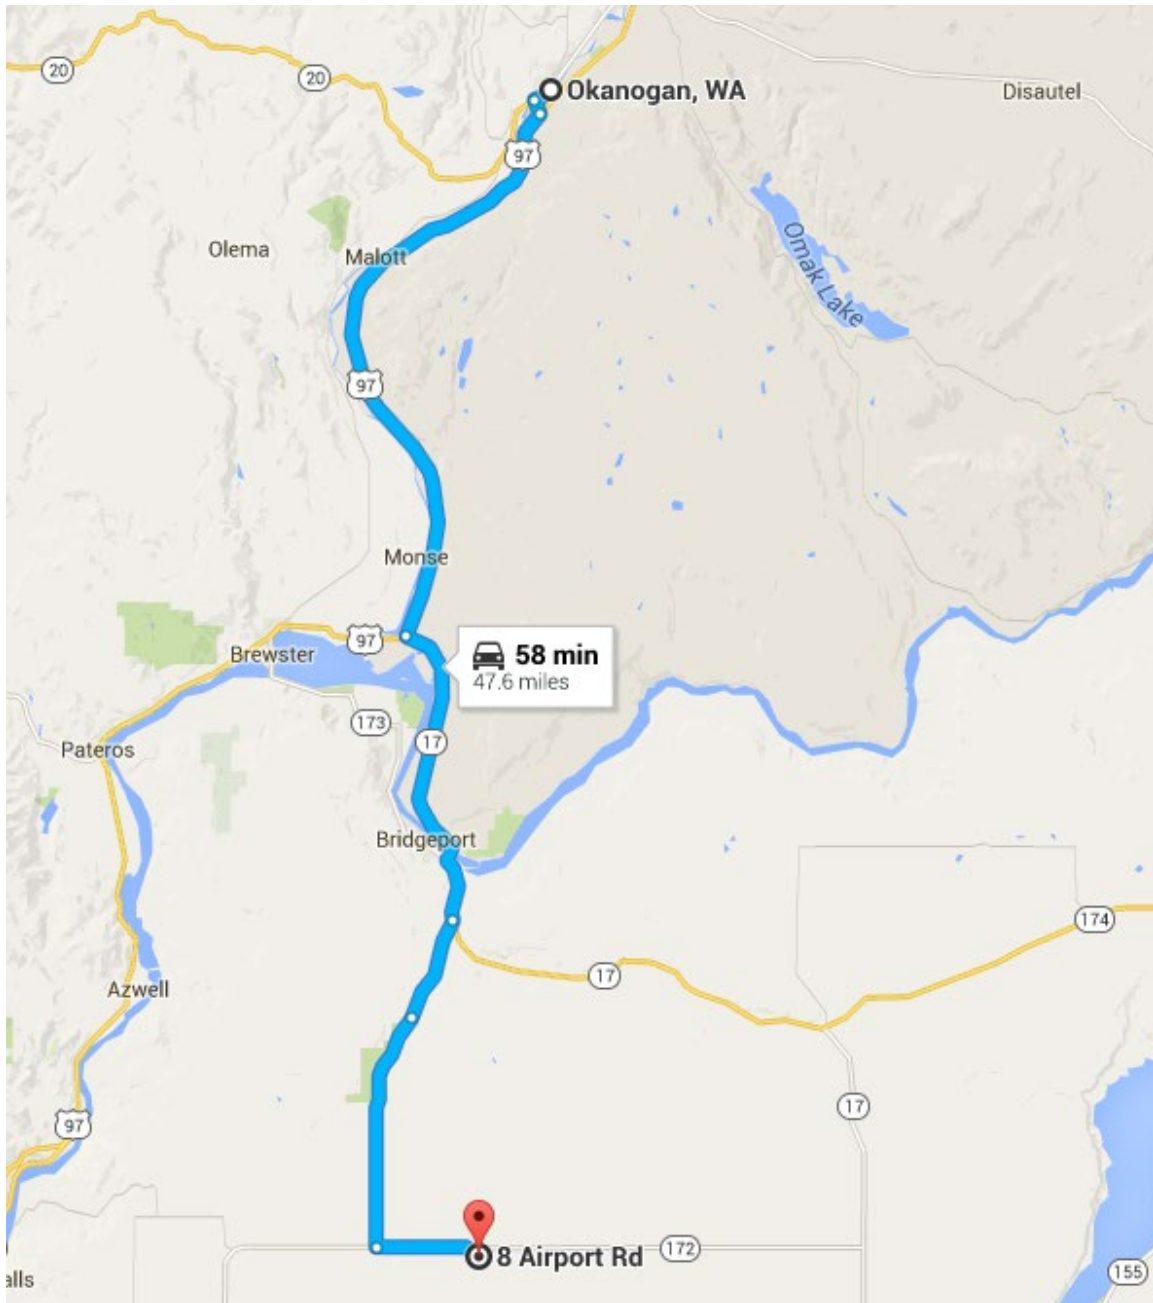 20
20
Okanogan, WA
Disautel
97
Olema
Malott
Omak Lake
97
Monse
97
Brewster
58 min
47.6 miles
173
Pateros
17
Bridgeport
174
17
Azwell
17
97
172
8 Airport Rd
alls
155